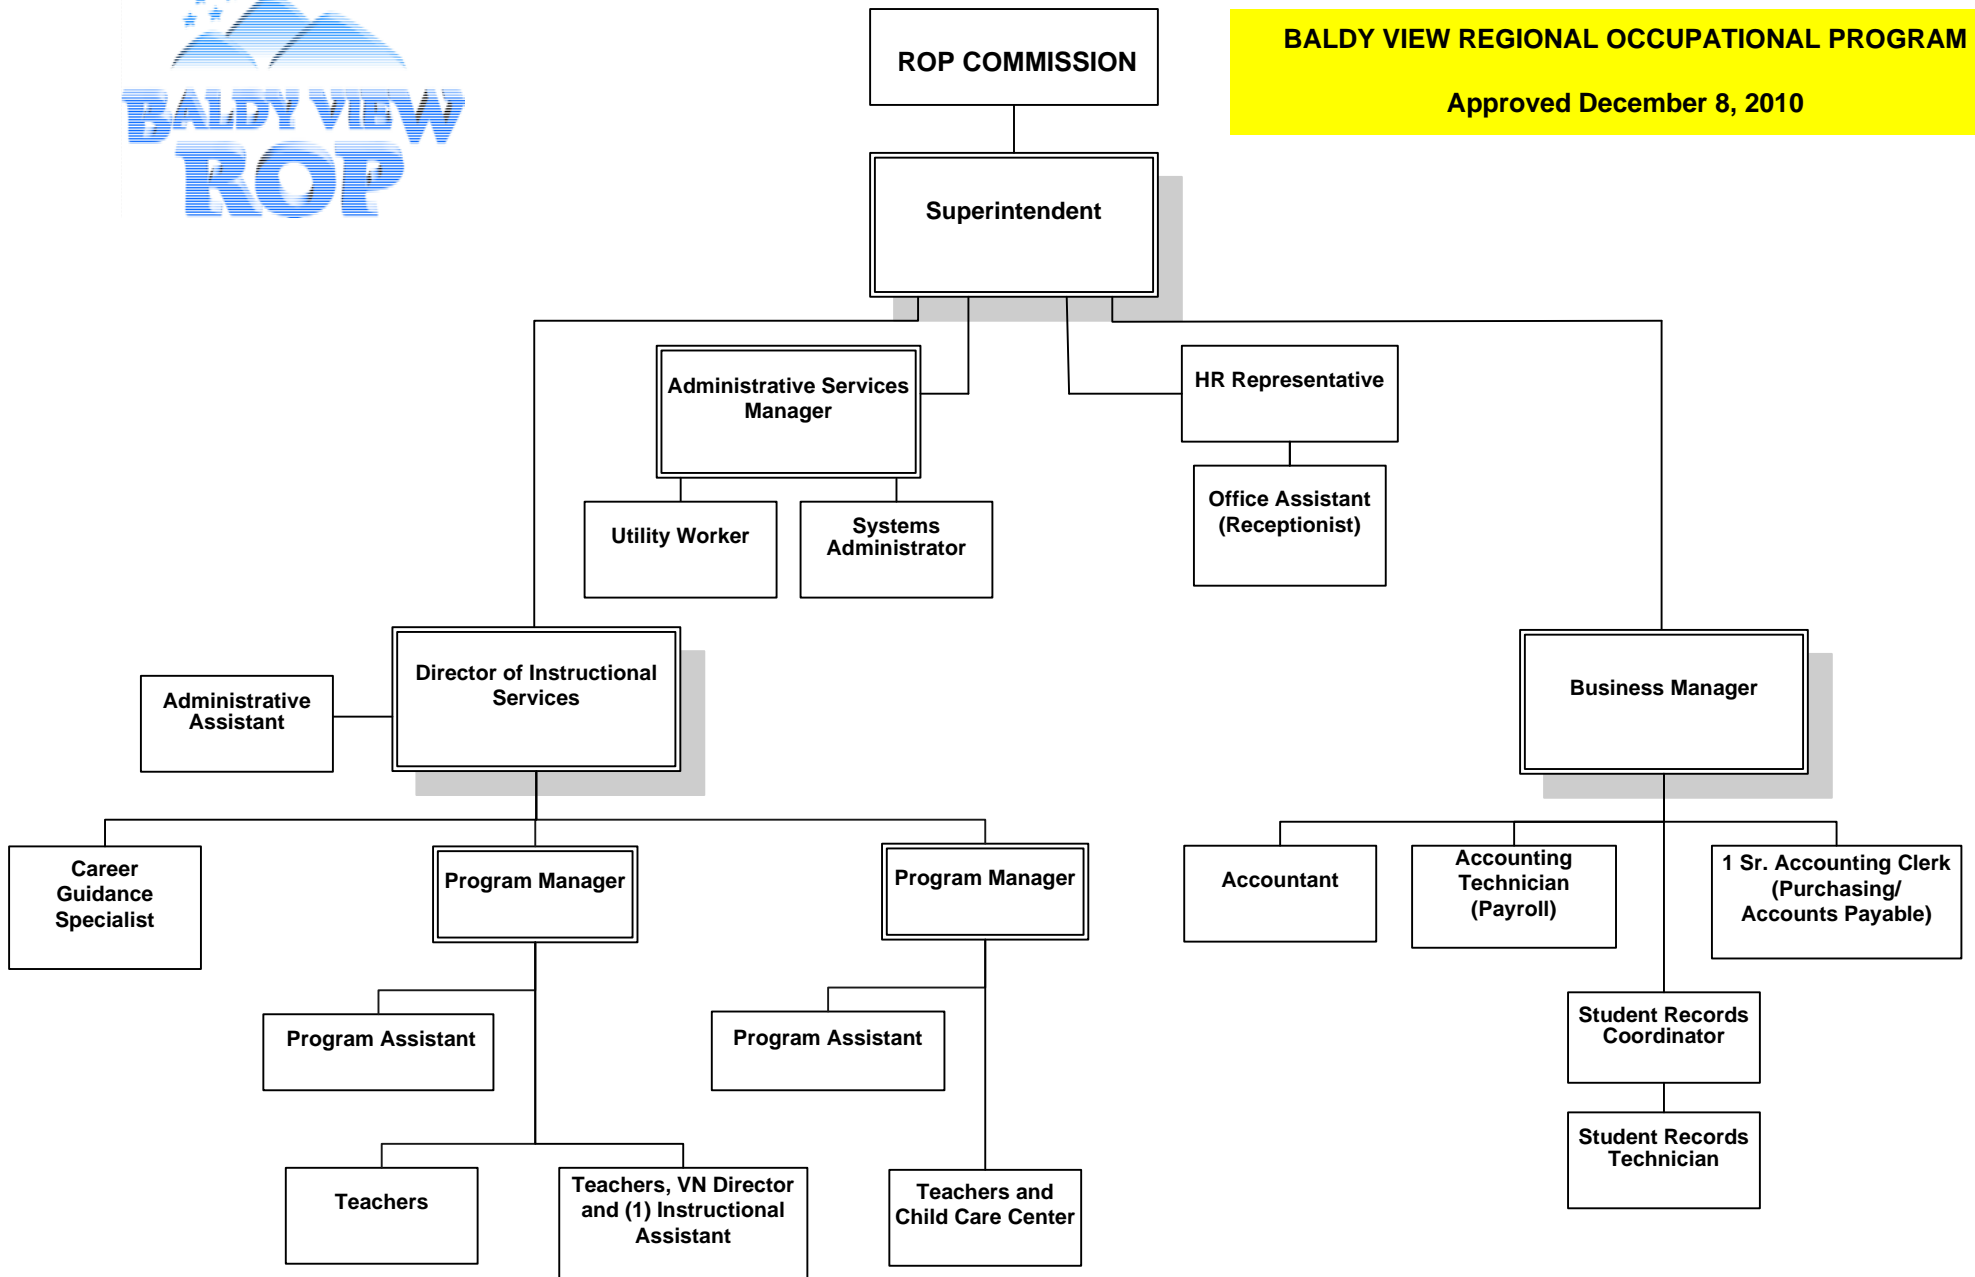 BALDY VIEW
ROP
ROP COMMISSION
BALDY VIEW REGIONAL OCCUPATIONAL PROGRAM
Approved December 8, 2010
Superintendent
Administrative Services
Manager
HR Representative
Utility Worker
Systems
Administrator
Office Assistant
(Receptionist)
Administrative
Assistant
Director of Instructional
Services
Business Manager
Career
Guidance
Specialist
Program Manager
Program Manager
Accountant
Accounting
Technician
(Payroll)
1 Sr. Accounting Clerk
(Purchasing/
Accounts Payable)
Program Assistant
Program Assistant
Student Records
Coordinator
Teachers
Teachers, VN Director
and (1) Instructional
Assistant
Teachers and
Child Care Center
Student Records
Technician